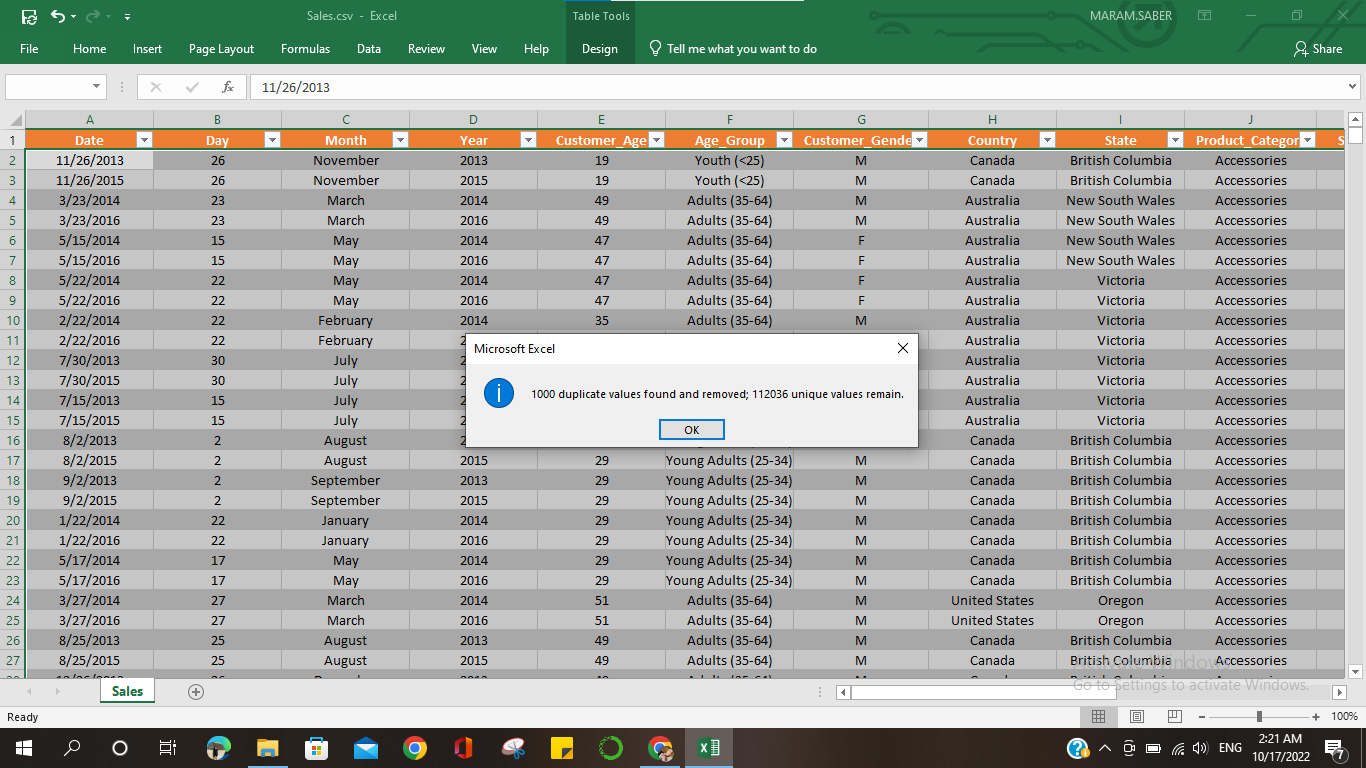 Sales.csv - Excel
Table Tools
MARAM.SABER
File Home Insert Page Layout Formulas Data Review View Help Design Tell me what you want to do Share
fx 11/26/2013
A B C D E F G H I J
1 Date Day Month Year Customer_Age Age_Group Customer_Gende Country State Product_Categor S
2 11/26/2013 26 November 2013 19 Youth (<25) M Canada British Columbia Accessories
3 11/26/2015 26 November 2015 19 Youth (<25) M Canada British Columbia Accessories
4 3/23/2014 23 March 2014 49 Adults (35-64) M Australia New South Wales Accessories
5 3/23/2016 23 March 2016 49 Adults (35-64) M Australia New South Wales Accessories
6 5/15/2014 15 May 2014 47 Adults (35-64) F Australia New South Wales Accessories
7 5/15/2016 15 May 2016 47 Adults (35-64) F Australia New South Wales Accessories
8 5/22/2014 22 May 2014 47 Adults (35-64) F Australia Victoria Accessories
9 5/22/2016 22 May 2016 47 Adults (35-64) F Australia Victoria Accessories
10 2/22/2014 22 February 2014 35 Adults (35-64) M Australia Victoria Accessories
11 2/22/2016 22 February 2 Australia Victoria Accessories
12 7/30/2013 30 July Australia Victoria Accessories
13 7/30/2015 30 July Australia Victoria Accessories
14 7/15/2013 15 July Australia Victoria Accessories
15 7/15/2015 15 July Australia Victoria Accessories
16 8/2/2013 2 August Canada British Columbia Accessories
Microsoft Excel
1000 duplicate values found and removed; 112036 unique values remain.
OK
17 8/2/2015 2 August 2015 29 Young Adults (25-34) M Canada British Columbia Accessories
18 9/2/2013 2 September 2013 29 Young Adults (25-34) M Canada British Columbia Accessories
19 9/2/2015 2 September 2015 29 Young Adults (25-34) M Canada British Columbia Accessories
20 1/22/2014 22 January 2014 29 Young Adults (25-34) M Canada British Columbia Accessories
21 1/22/2016 22 January 2016 29 Young Adults (25-34) M Canada British Columbia Accessories
22 5/17/2014 17 May 2014 29 Young Adults (25-34) M Canada British Columbia Accessories
23 5/17/2016 17 May 2016 29 Young Adults (25-34) M Canada British Columbia Accessories
24 3/27/2014 27 March 2014 51 Adults (35-64) M United States Oregon Accessories
25 3/27/2016 27 March 2016 51 Adults (35-64) M United States Oregon Accessories
26 8/25/2013 25 August 2013 49 Adults (35-64) M Canada British Columbia Accessories
27 8/25/2015 25 August 2015 49 Adults (35-64) M Canada British Columbia Accessories
Activate Windows
Go to Settings to activate Windows.
Sales
Ready
100%
ENG
2:21 AM
10/17/2022
7